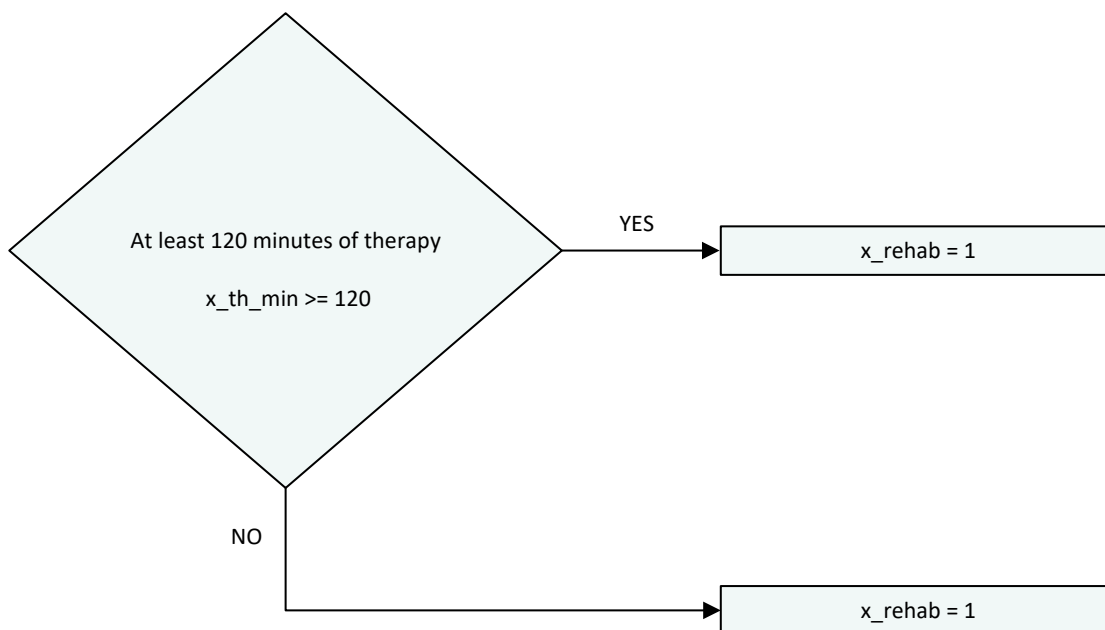 At least 120 minutes of therapy
x_th_min >= 120
YES
x_rehab = 1
NO
x_rehab = 1